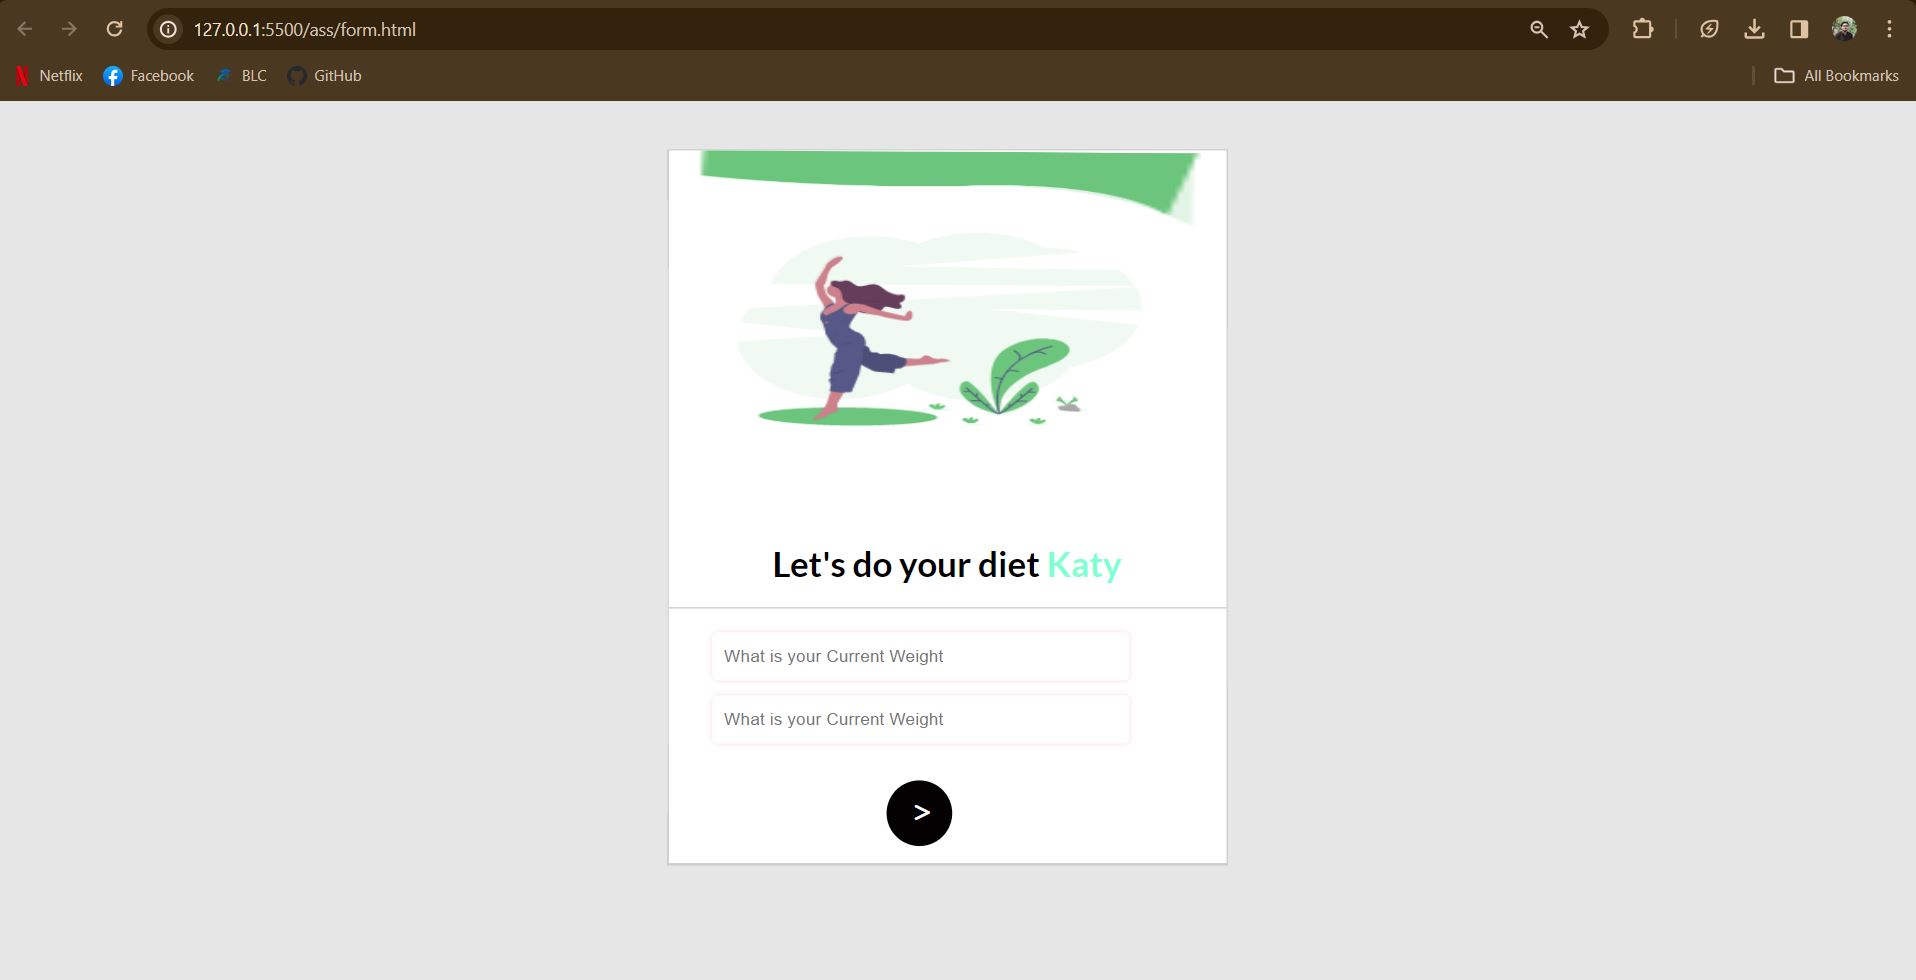 127.0.0.1:5500/ass/form.html
Netflix Facebook BLC GitHub All Bookmarks
Let's do your diet Katy
What is your Current Weight
What is your Current Weight
>